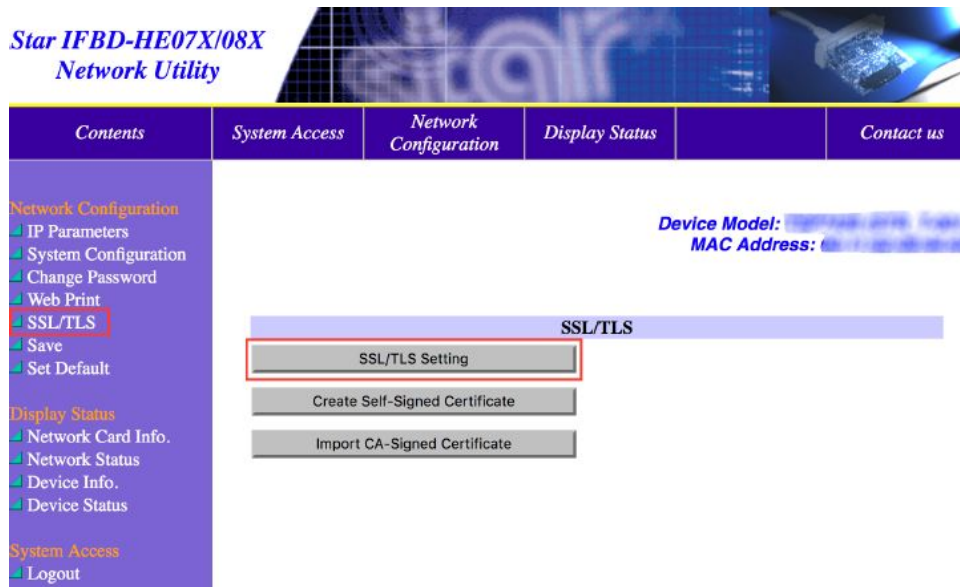 Star IFBD-HE07X/08X
Network Utility
star
Contents
System Access
Network
Configuration
Display Status
Contact us
Network Configuration
IP Parameters
System Configuration
Change Password
Web Print
SSL/TLS
Save
Set Default
Display Status
Network Card Info.
Network Status
Device Info.
Device Status
System Access
Logout
Device Model:
MAC Address:
SSL/TLS
SSL/TLS Setting
Create Self-Signed Certificate
Import CA-Signed Certificate